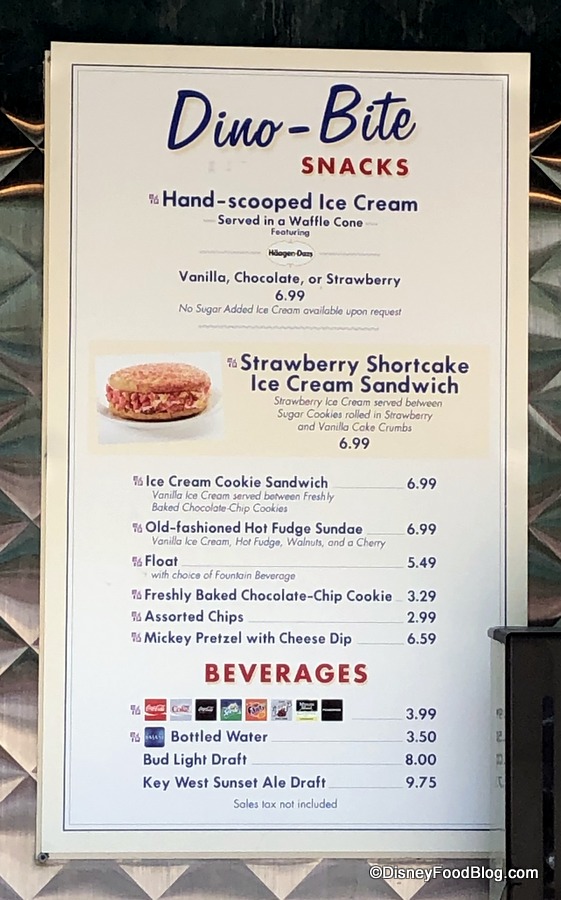 Dino-Bite
SNACKS
Hand-scooped Ice Cream
Served in a Waffle Cone
Featuring
Häagen-Dazs
Vanilla, Chocolate, or Strawberry
6.99
No Sugar Added Ice Cream available upon request
Strawberry Shortcake
Ice Cream Sandwich
Strawberry Ice Cream served between
Sugar Cookies rolled in Strawberry
and Vanilla Cake Crumbs
6.99
Ice Cream Cookie Sandwich 6.99
Vanilla Ice Cream served between Freshly
Baked Chocolate-Chip Cookies
Old-fashioned Hot Fudge Sundae 6.99
Vanilla Ice Cream, Hot Fudge, Walnuts, and a Cherry
Float 5.49
with choice of Fountain Beverage
Freshly Baked Chocolate-Chip Cookie 3.29
Assorted Chips 2.99
Mickey Pretzel with Cheese Dip 6.59
BEVERAGES
3.99
Bottled Water 3.50
Bud Light Draft 8.00
Key West Sunset Ale Draft 9.75
Sales tax not included
©DisneyFoodBlog.com